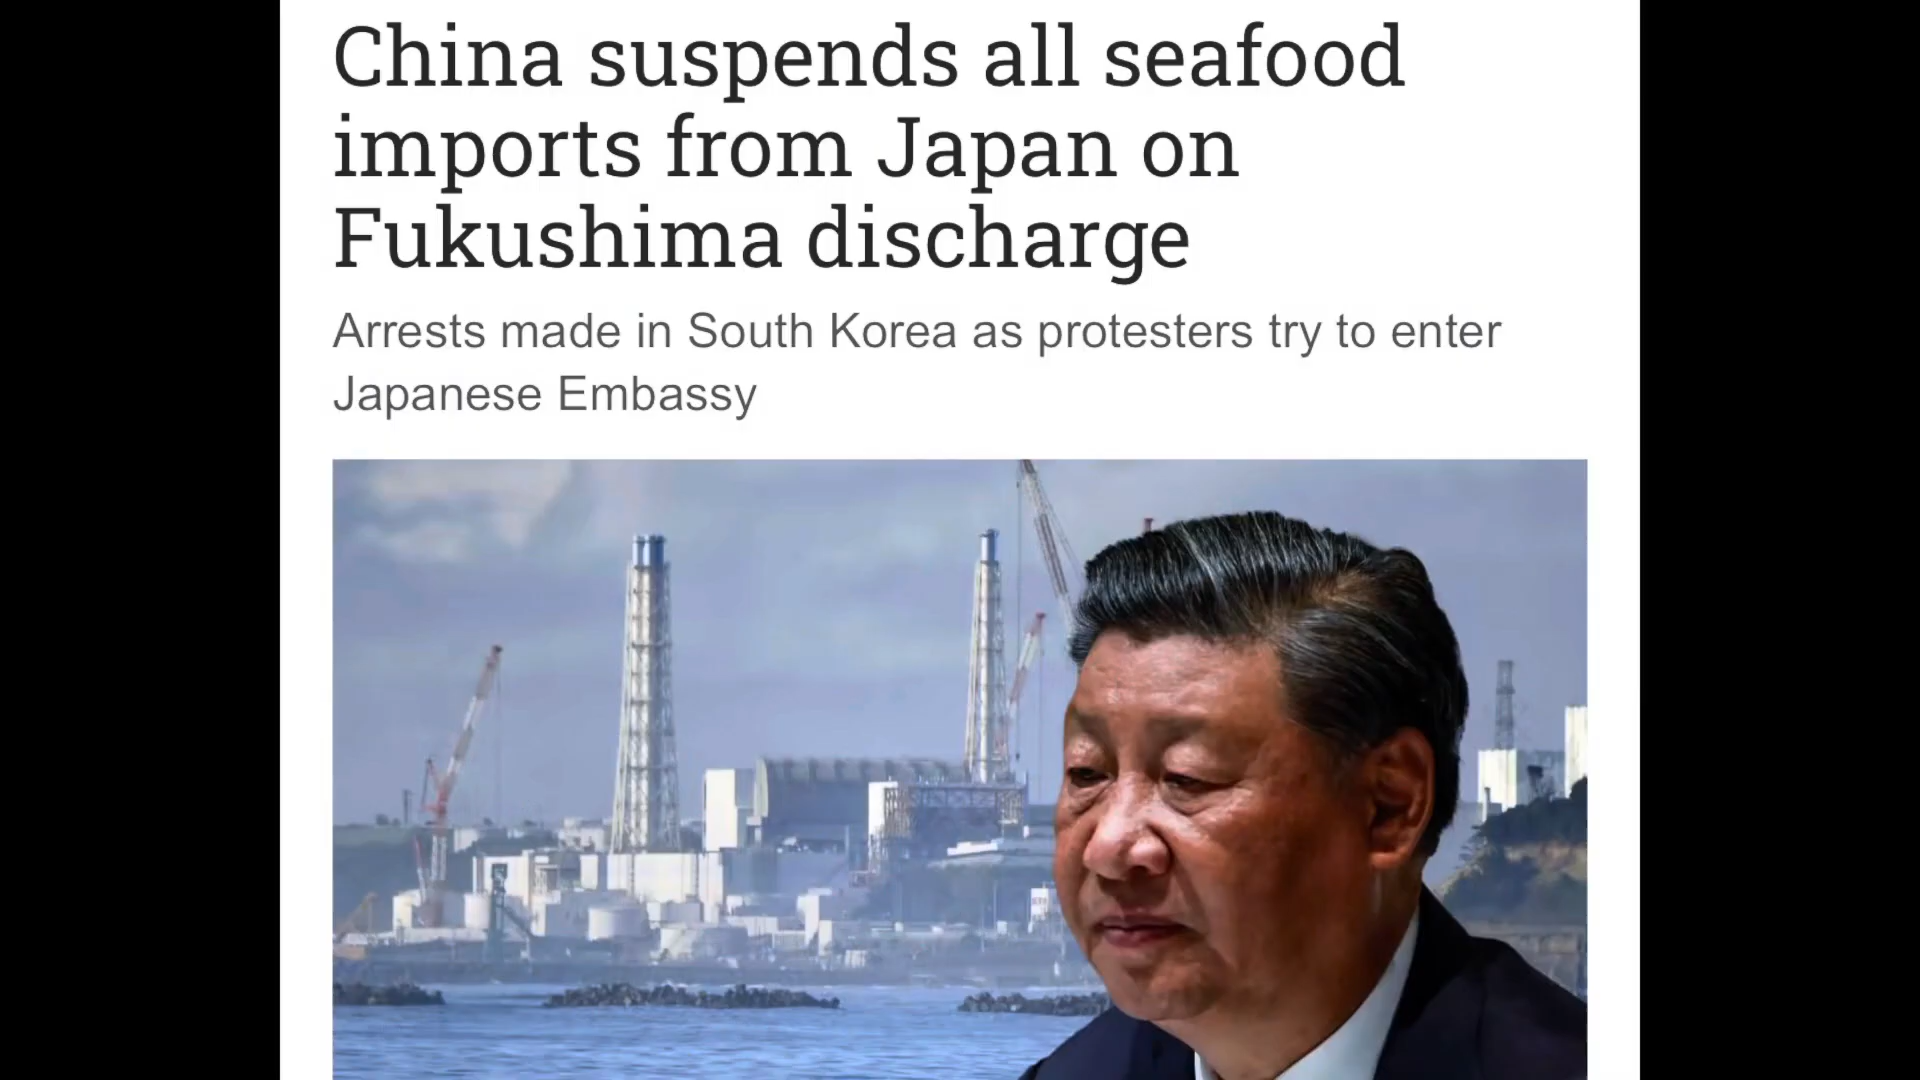 China suspends all seafood
imports from Japan on
Fukushima discharge
Arrests made in South Korea as protesters try to enter
Japanese Embassy